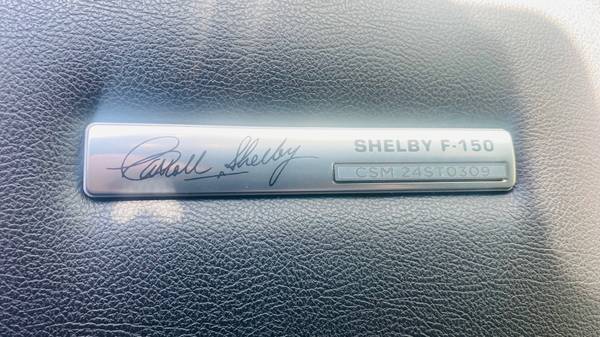 Carroll Shelby
SHELBY F-150
CSM 24ST0309